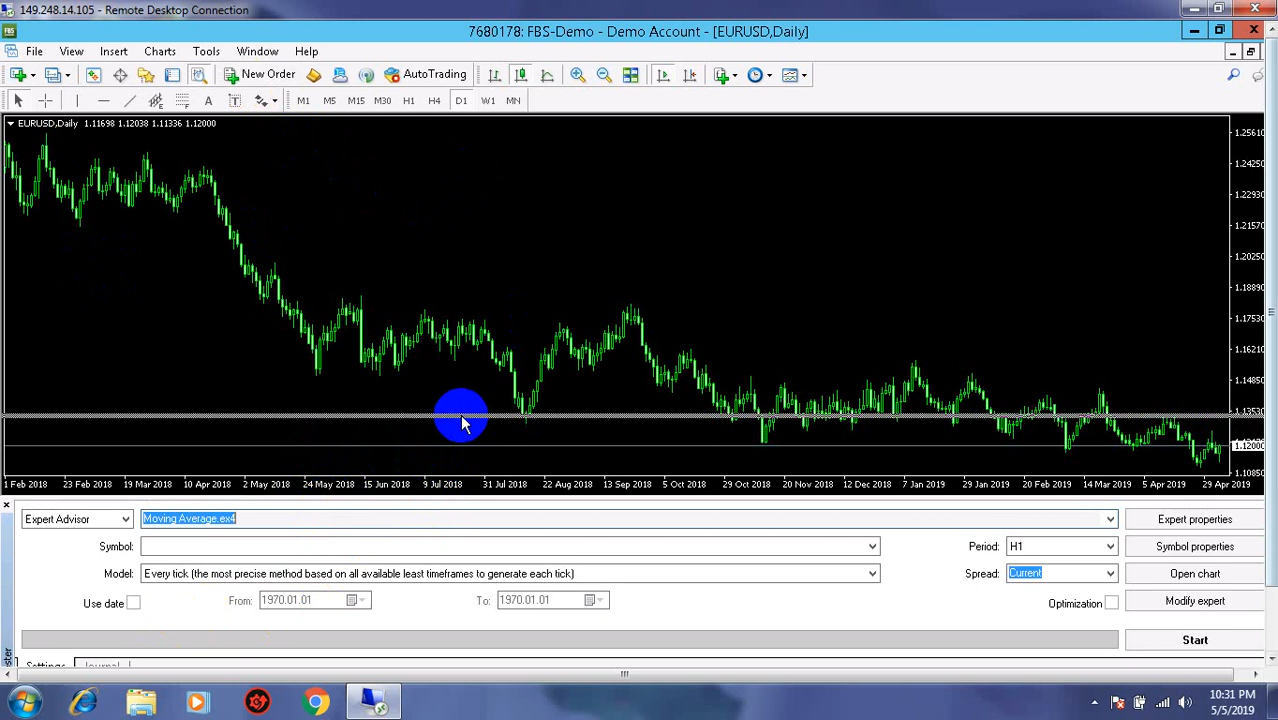 149.248.14.105 - Remote Desktop Connection
7680178: FBS-Demo - Demo Account - [EURUSD,Daily]
File View Insert Charts Tools Window Help
New Order AutoTrading
M1 M5 M15 M30 H1 H4 D1 W1 MN
EURUSD,Daily 1.11698 1.12038 1.11336 1.12000
1.25610
1.24250
1.22930
1.21570
1.20250
1.18890
1.17530
1.16210
1.14850
1.13530
1.12000
1.10850
1 Feb 2018 23 Feb 2018 19 Mar 2018 10 Apr 2018 2 May 2018 24 May 2018 15 Jun 2018 9 Jul 2018 31 Jul 2018 22 Aug 2018 13 Sep 2018 5 Oct 2018 29 Oct 2018 20 Nov 2018 12 Dec 2018 7 Jan 2019 29 Jan 2019 20 Feb 2019 14 Mar 2019 5 Apr 2019 29 Apr 2019
Expert Advisor Moving Average.ex4 Expert properties
Symbol: Period: H1 Symbol properties
Model: Every tick (the most precise method based on all available least timeframes to generate each tick) Spread: Current Open chart
Use date From: 1970.01.01 To: 1970.01.01 Optimization Modify expert
Start
Settings Journal
10:31 PM
5/5/2019